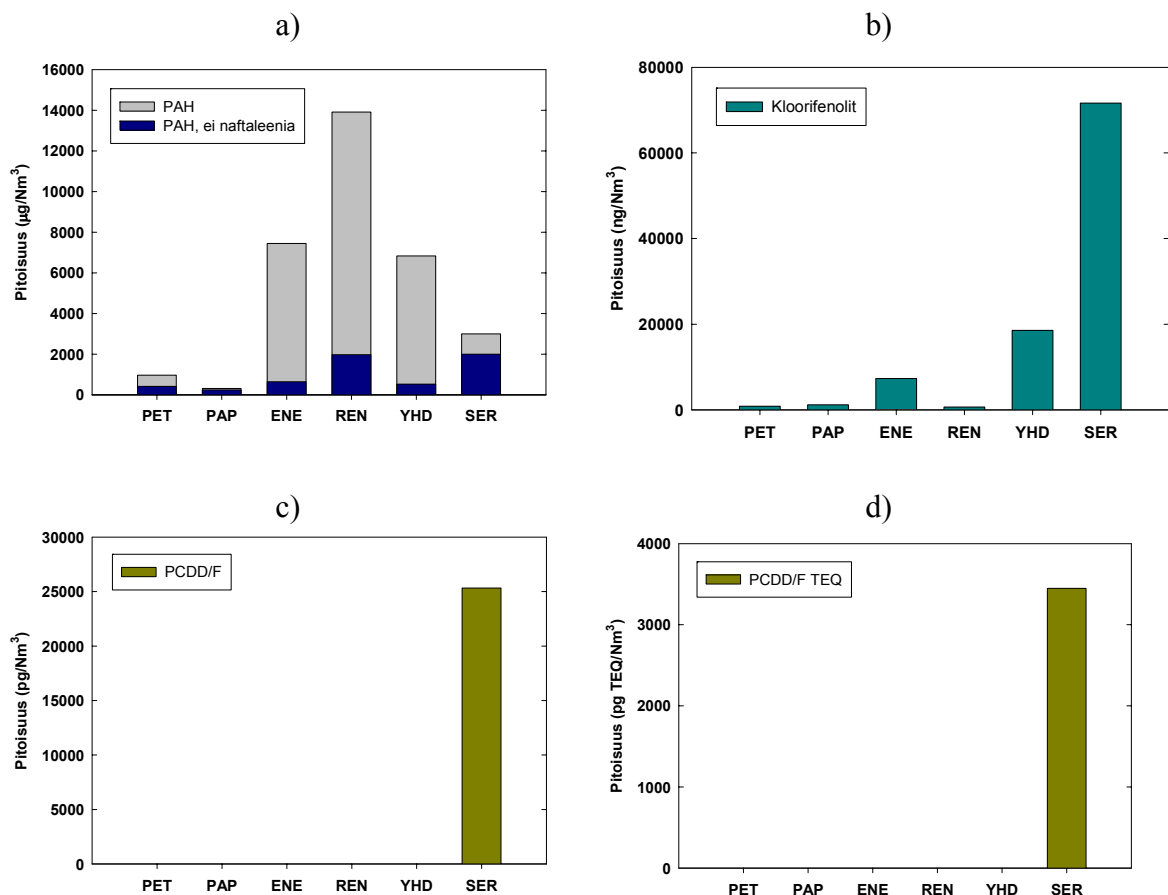 a)
16000
14000
12000
10000
8000
6000
4000
2000
0
Pitoisuus (µg/Nm³)
PAH
PAH, ei naftaleenia
PET PAP ENE REN YHD SER
b)
80000
60000
40000
20000
0
Pitoisuus (ng/Nm³)
Kloorifenolit
PET PAP ENE REN YHD SER
c)
30000
25000
20000
15000
10000
5000
0
Pitoisuus (pg/Nm³)
PCDD/F
PET PAP ENE REN YHD SER
d)
4000
3000
2000
1000
0
Pitoisuus (pg TEQ/Nm³)
PCDD/F TEQ
PET PAP ENE REN YHD SER